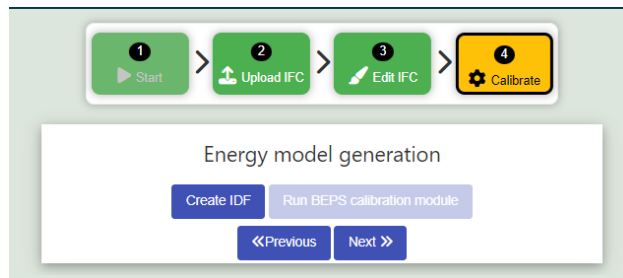 1
Start
2
Upload IFC
3
Edit IFC
4
Calibrate
Energy model generation
Create IDF
Run BEPS calibration module
«Previous
Next »